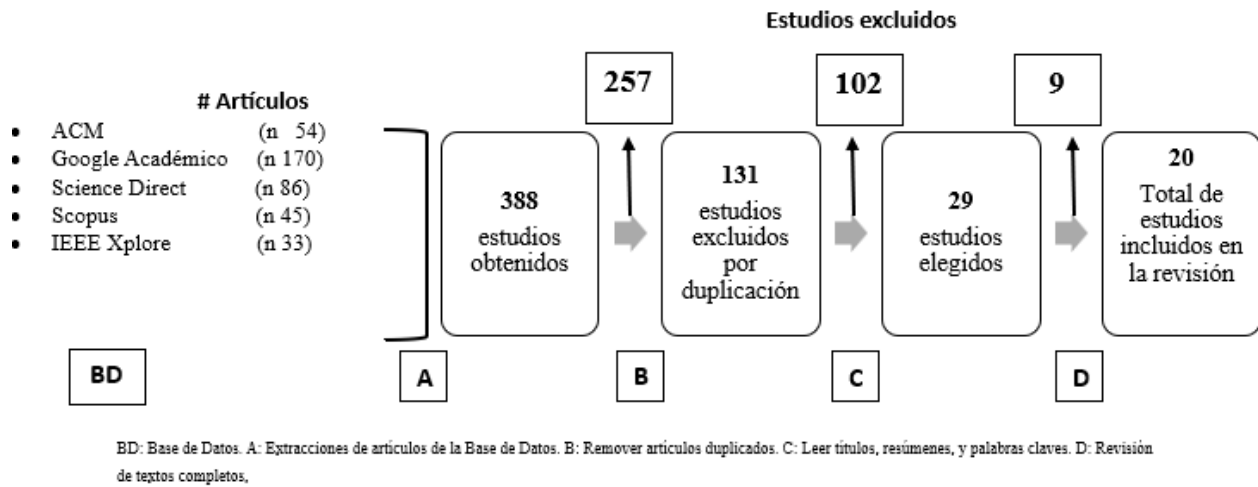 Estudios excluidos
257
102
9
# Artículos
• ACM (n 54)
• Google Académico (n 170)
• Science Direct (n 86)
• Scopus (n 45)
• IEEE Xplore (n 33)
388
estudios
obtenidos
131
estudios
excluidos
por
duplicación
29
estudios
elegidos
20
Total de
estudios
incluidos en
la revisión
BD
A
B
C
D
BD: Base de Datos. A: Extracciones de artículos de la Base de Datos. B: Remover artículos duplicados. C: Leer títulos, resúmenes, y palabras claves. D: Revisión
de textos completos,